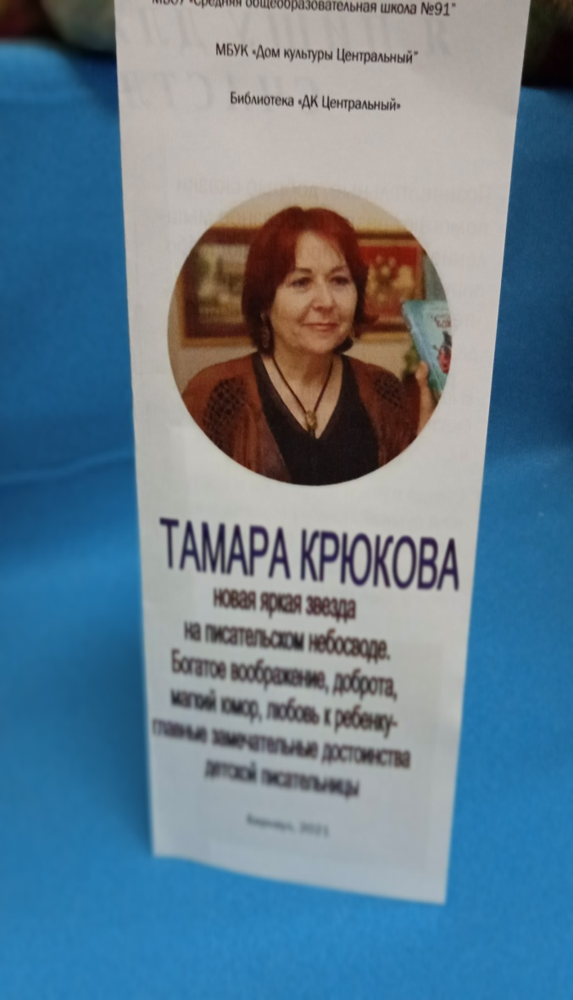 МБОУ «Средняя общеобразовательная школа №91"
МБУК «Дом культуры Центральный"
Библиотека «ДК Центральный»
ТАМАРА КРЮКОВА
новая яркая звезда
на писательском небосводе.
Богатое воображение, доброта,
мягкий юмор, любовь к ребенку-
главные замечательные достоинства
детской писательницы
Барнаул, 2021